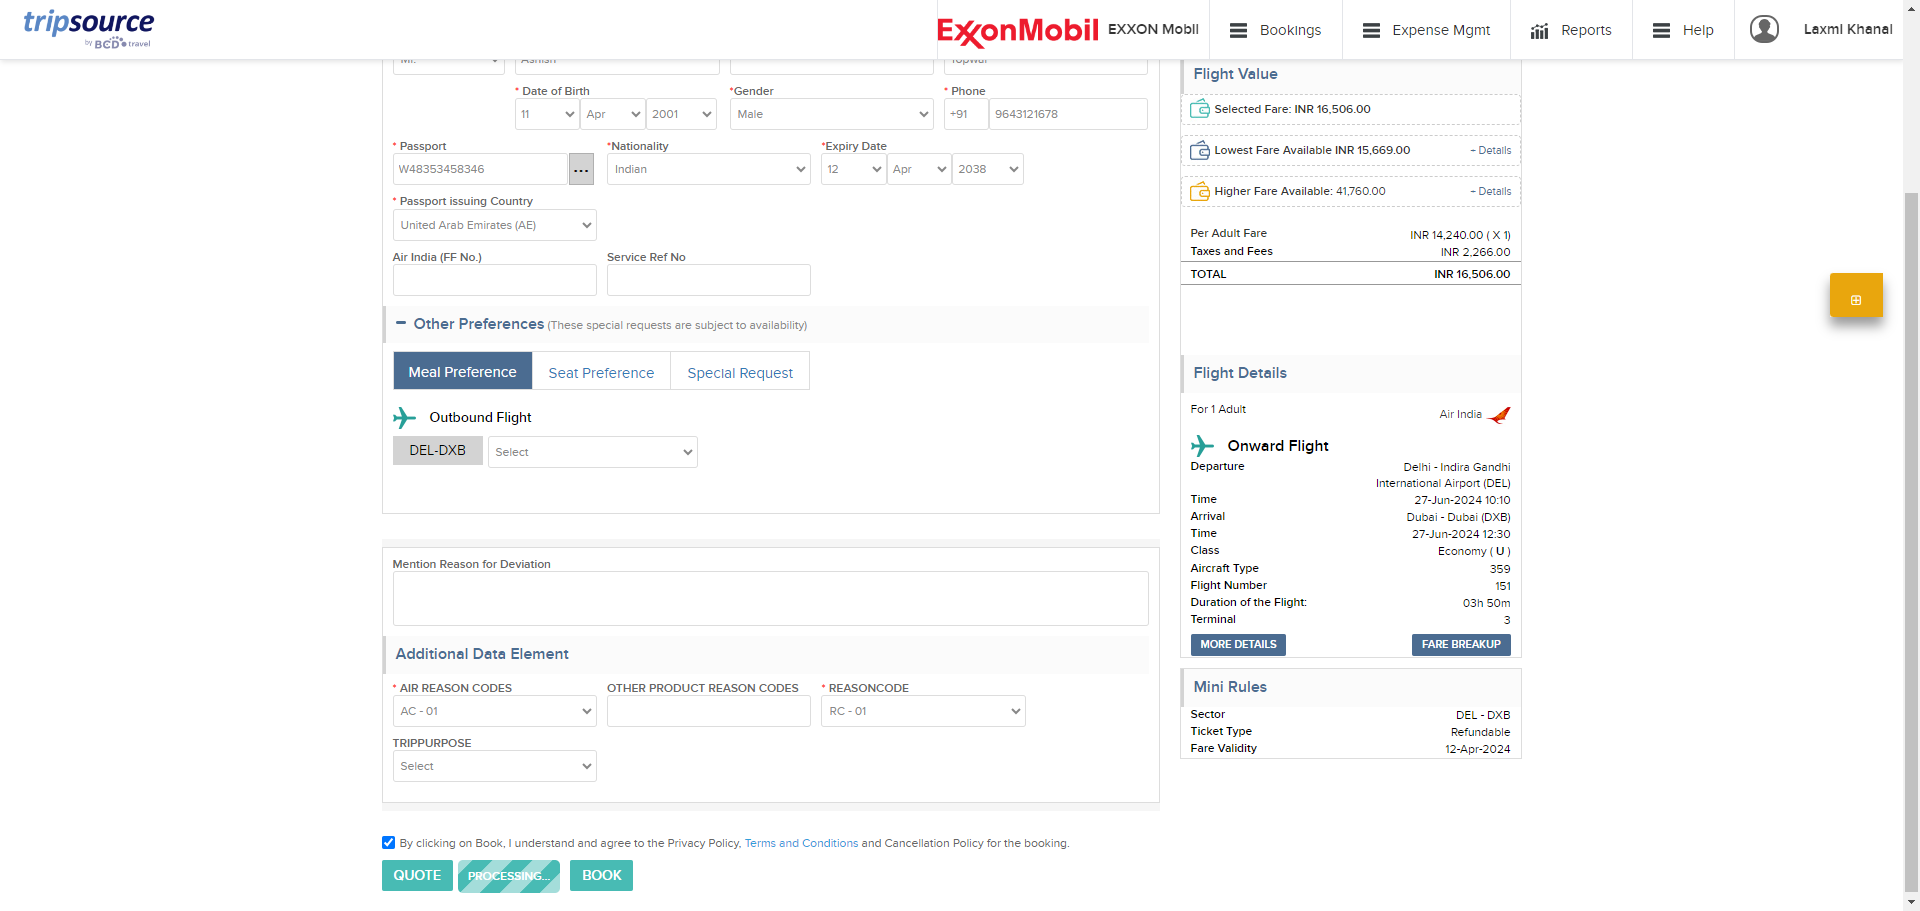 tripsource
by BCD travel
ExxonMobil EXXON Mobil
Bookings
Expense Mgmt
Reports
Help
Laxmi Khanal
Mr.
Ashish
Topwal
* Date of Birth
*Gender
* Phone
11
Apr
2001
Male
+91
9643121678
* Passport
*Nationality
*Expiry Date
W48353458346
...
Indian
12
Apr
2038
* Passport issuing Country
United Arab Emirates (AE)
Air India (FF No.)
Service Ref No
Other Preferences (These special requests are subject to availability)
Meal Preference
Seat Preference
Special Request
Outbound Flight
DEL-DXB
Select
Mention Reason for Deviation
Additional Data Element
* AIR REASON CODES
OTHER PRODUCT REASON CODES
* REASONCODE
AC - 01
RC - 01
TRIPPURPOSE
Select
By clicking on Book, I understand and agree to the Privacy Policy, Terms and Conditions and Cancellation Policy for the booking.
QUOTE
PROCESSING...
BOOK
Flight Value
Selected Fare: INR 16,506.00
Lowest Fare Available INR 15,669.00
+ Details
Higher Fare Available: 41,760.00
+ Details
Per Adult Fare INR 14,240.00 ( X 1)
Taxes and Fees INR 2,266.00
TOTAL INR 16,506.00
Flight Details
For 1 Adult
Air India
Onward Flight
Departure Delhi - Indira Gandhi
International Airport (DEL)
Time 27-Jun-2024 10:10
Arrival Dubai - Dubai (DXB)
Time 27-Jun-2024 12:30
Class Economy ( U )
Aircraft Type 359
Flight Number 151
Duration of the Flight: 03h 50m
Terminal 3
MORE DETAILS
FARE BREAKUP
Mini Rules
Sector DEL - DXB
Ticket Type Refundable
Fare Validity 12-Apr-2024